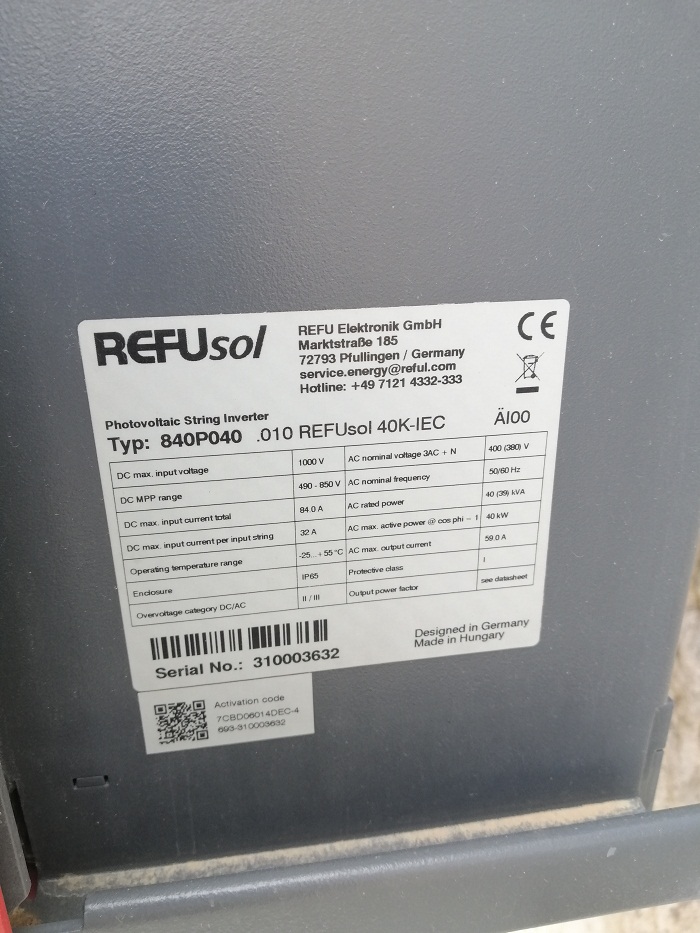 REFUsol
REFU Elektronik GmbH
Marktstraße 185
72793 Pfullingen / Germany
service.energy@reful.com
Hotline: +49 7121 4332-333
CE
Photovoltaic String Inverter
Typ: 840P040 .010 REFUsol 40K-IEC
ÄI00
DC max. input voltage 1000 V AC nominal voltage 3AC + N 400 (380) V
DC MPP range 490 - 850 V AC nominal frequency 50/60 Hz
DC max. input current total 84.0 A AC rated power 40 (39) kVA
DC max. input current per input string 32 A AC max. active power @ cos phi = 1 40 kW
Operating temperature range -25...+55 °C AC max. output current 59.0 A
Enclosure IP65 Protective class I
Overvoltage category DC/AC II / III Output power factor see datasheet
Serial No.: 310003632
Designed in Germany
Made in Hungary
Activation code
7CBD06014DEC-4
693-310003632